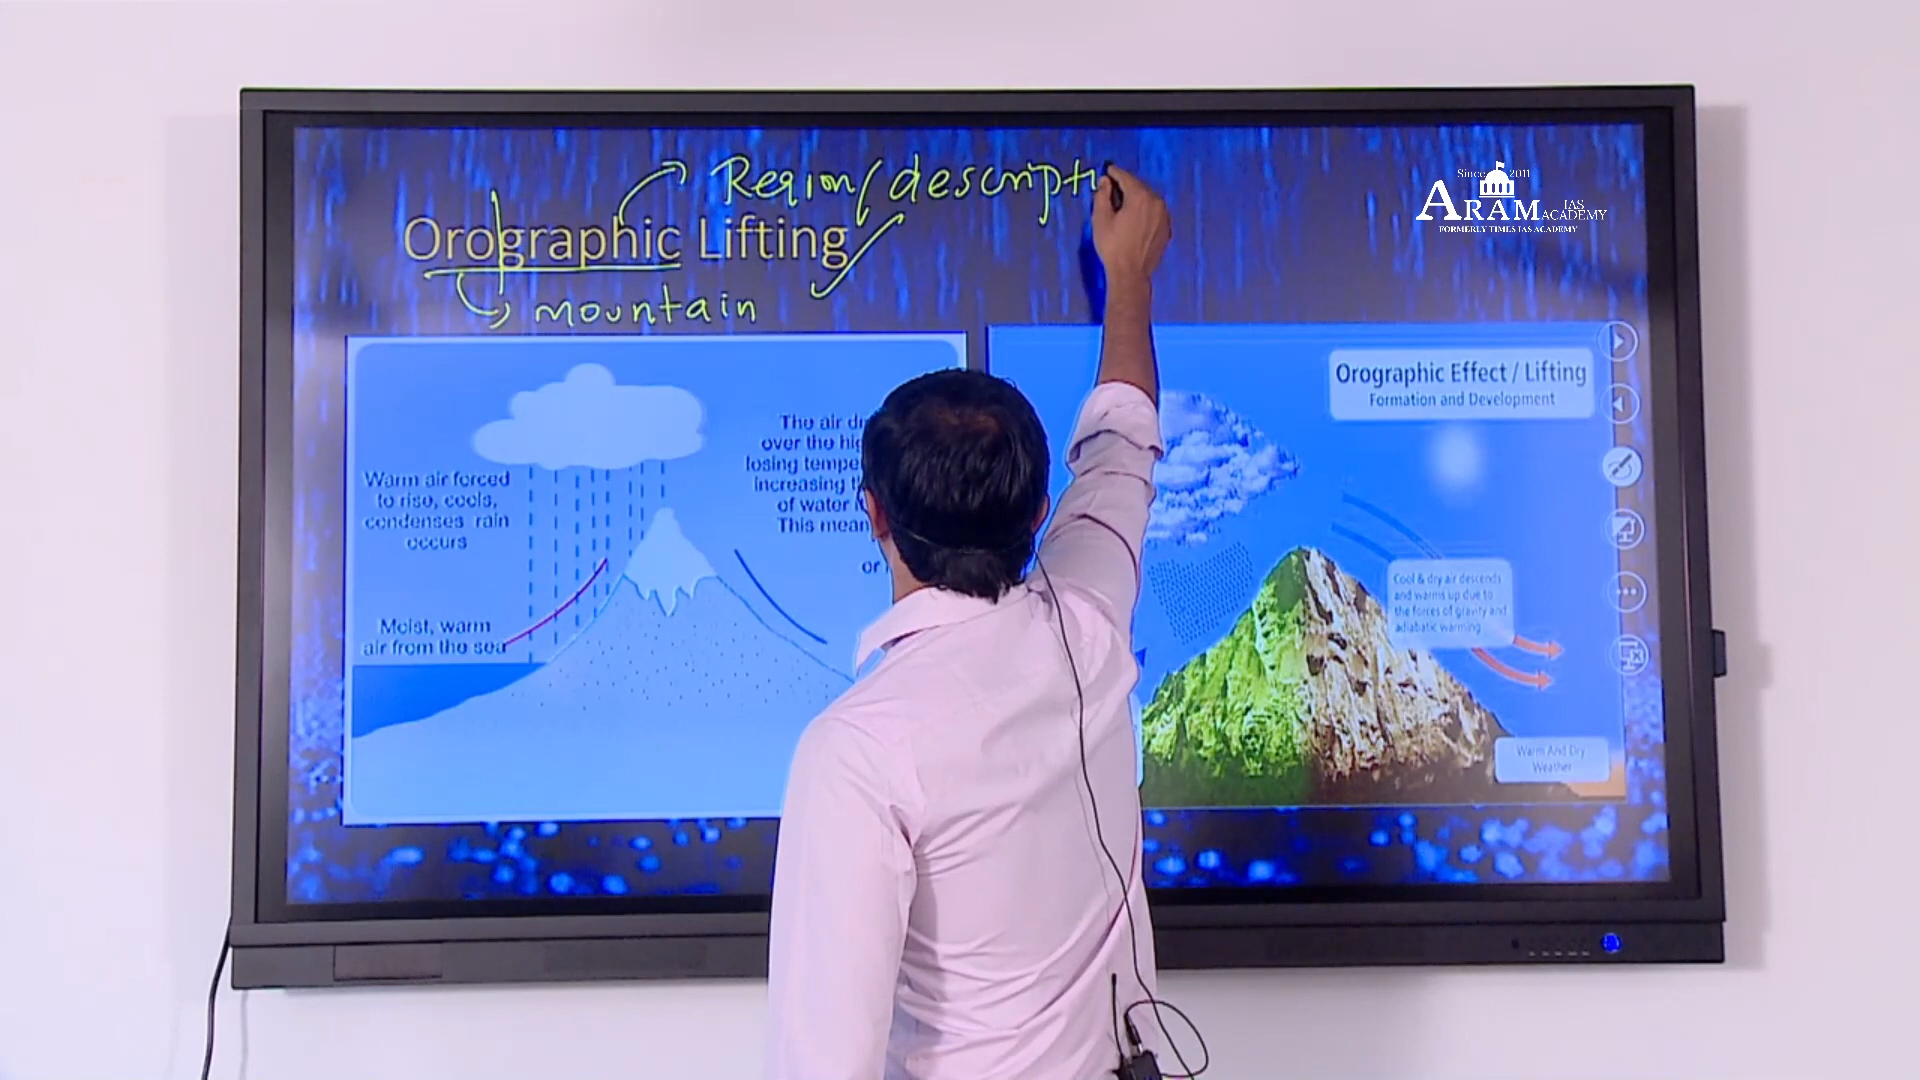 Region/descripti
Orographic Lifting
mountain
Since 2011
ARAM IAS ACADEMY
FORMERLY TIMES IAS ACADEMY
Warm air forced
to rise, cools,
condenses rain
occurs
Moist, warm
air from the sea
The air
over the
losing
increasing
of water
This mean
or
Orographic Effect / Lifting
Formation and Development
Cool & dry air descends
and warms up due to
the forces of gravity and
adiabatic warming
Warm And Dry
Weather